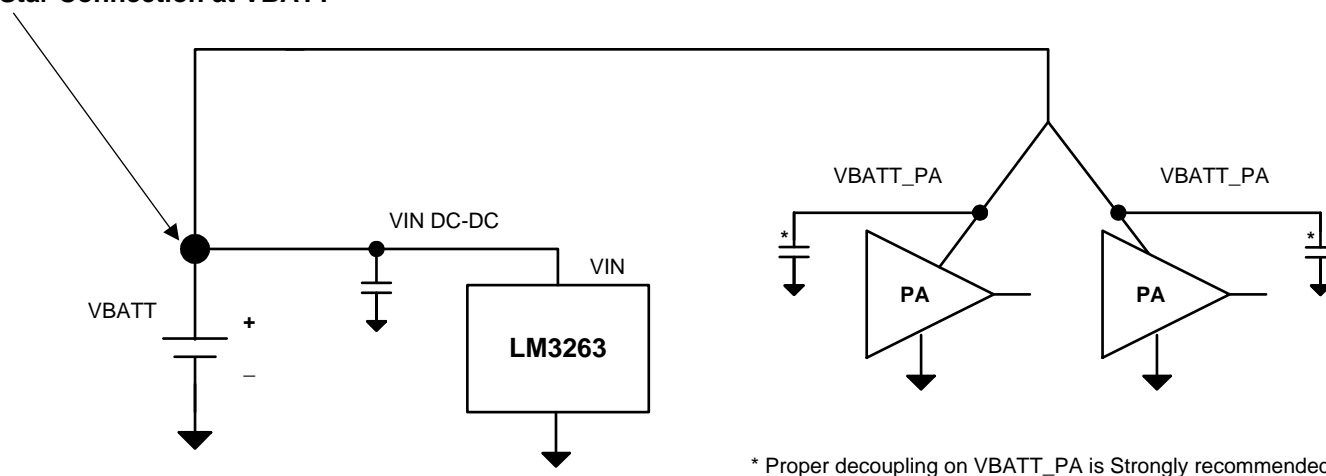 Star Connection at VBATT
VBATT_PA
VBATT_PA
VIN DC-DC
VIN
*
*
VBATT
+
_
LM3263
PA
PA
* Proper decoupling on VBATT_PA is Strongly recommended